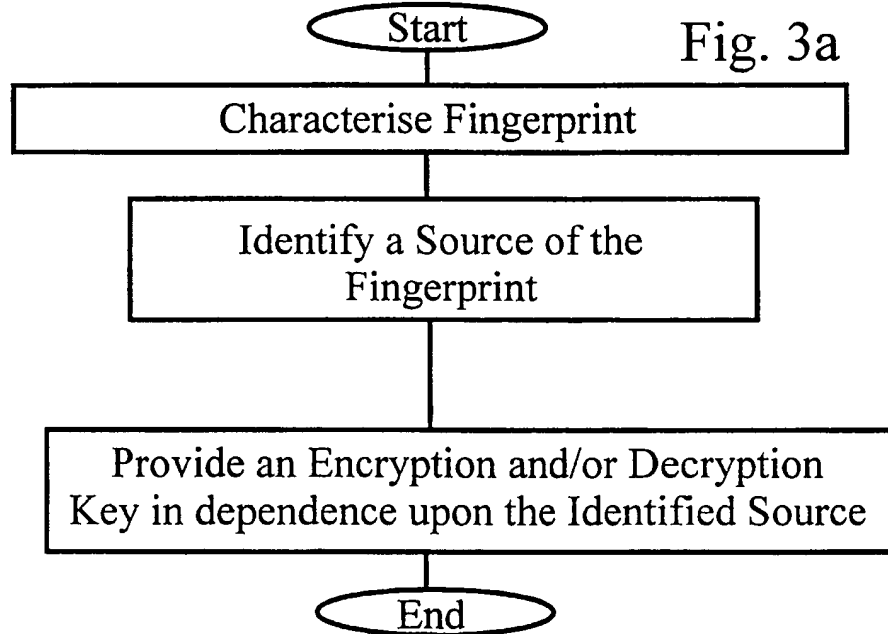 Start
Fig. 3a
Characterise Fingerprint
Identify a Source of the
Fingerprint
Provide an Encryption and/or Decryption
Key in dependence upon the Identified Source
End